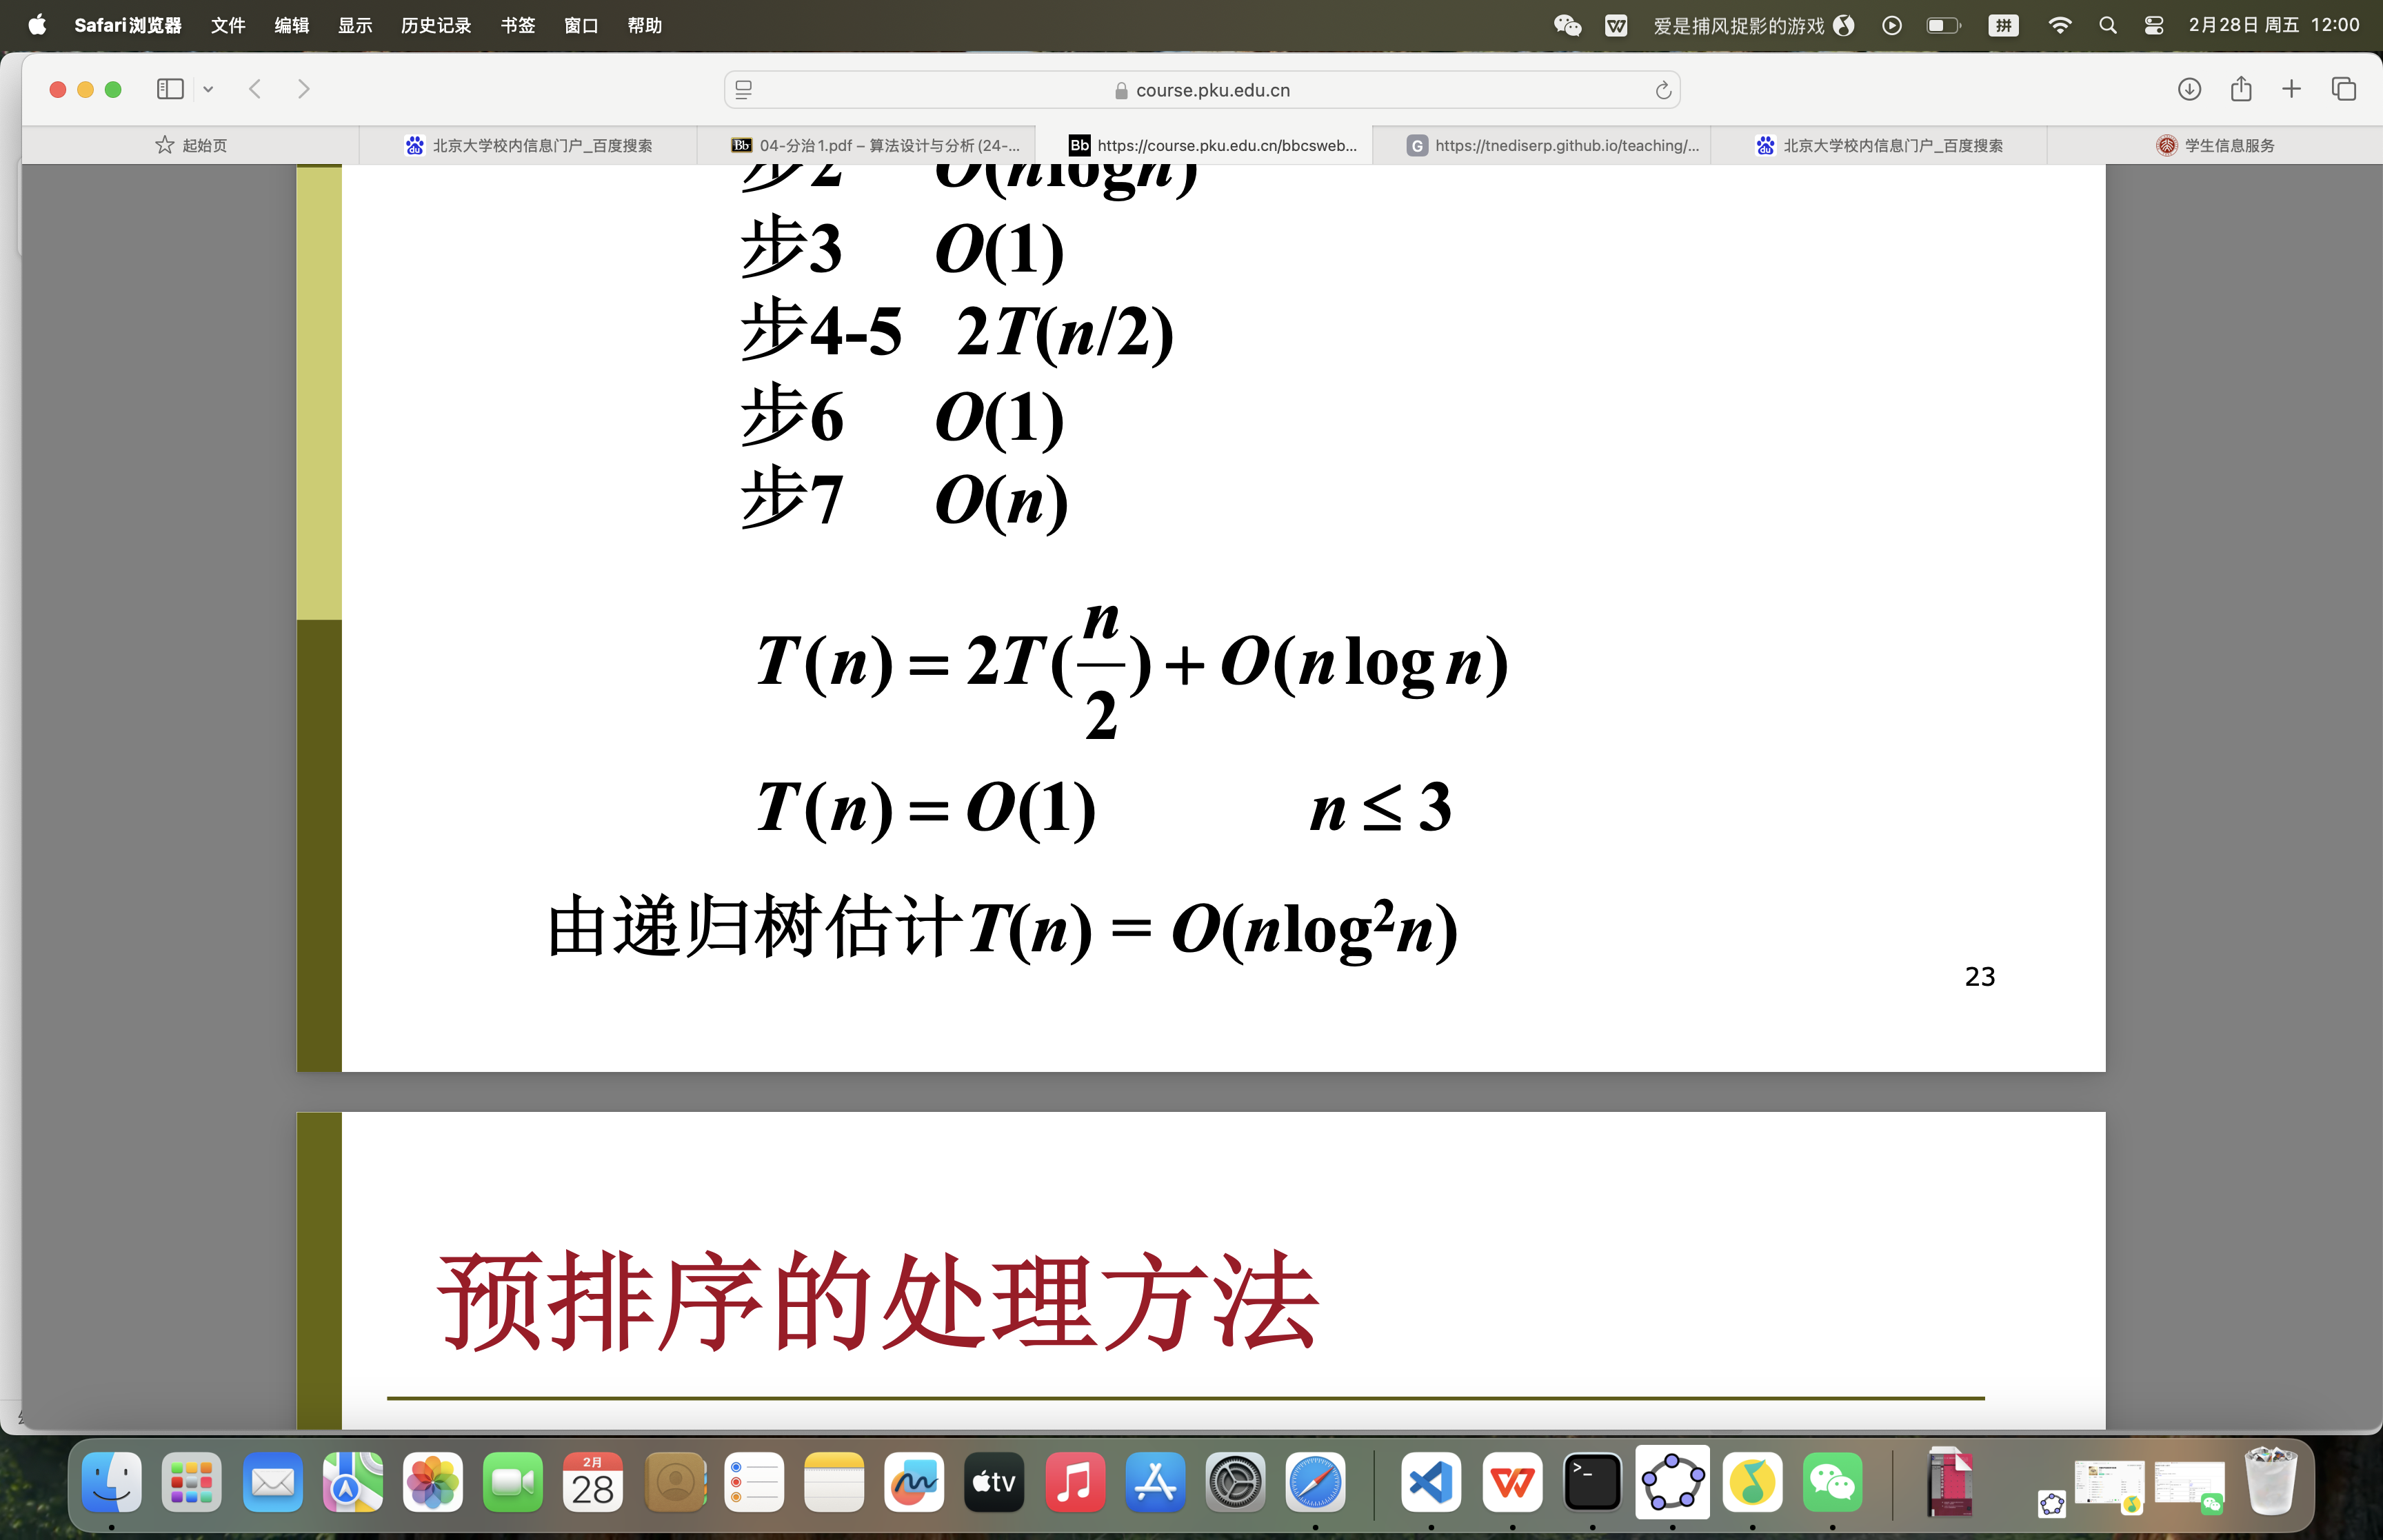 Safari浏览器 文件 编辑 显示 历史记录 书签 窗口 帮助
爱是捕风捉影的游戏 拼 2月28日 周五 12:00
course.pku.edu.cn
起始页
北京大学校内信息门户_百度搜索
Bb 04-分治1.pdf – 算法设计与分析(24-...
Bb https://course.pku.edu.cn/bbcsweb...
G https://tnediserp.github.io/teaching/...
北京大学校内信息门户_百度搜索
学生信息服务
步2 O(nlogn)
步3 O(1)
步4-5 2T(n/2)
步6 O(1)
步7 O(n)
T(n) = 2T(n/2) + O(n log n)
T(n) = O(1) n ≤ 3
由递归树估计T(n) = O(nlog²n)
23
预排序的处理方法
2月
28
tv